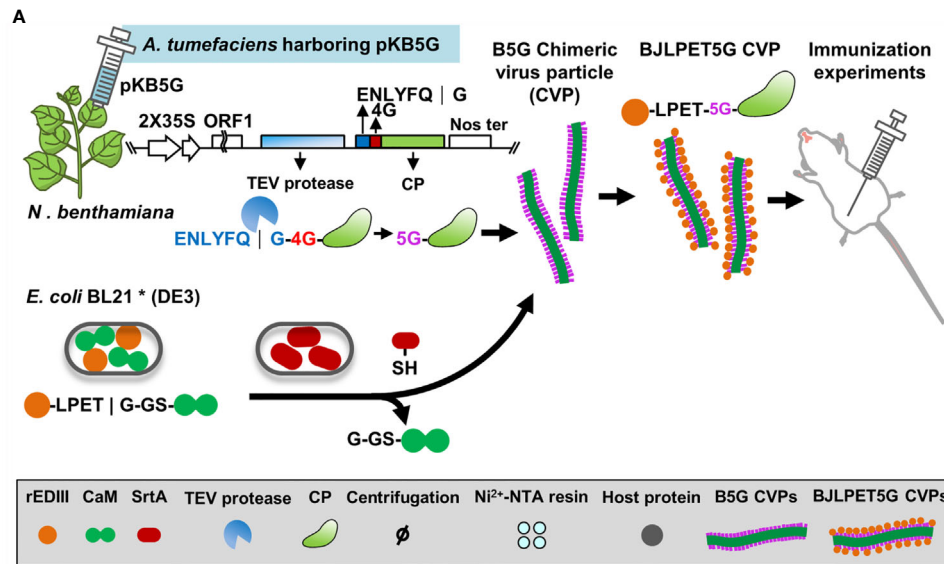 A
A. tumefaciens harboring pKB5G
pKB5G
B5G Chimeric
virus particle
(CVP)
BJLPET5G CVP
Immunization
experiments
-LPET-5G-
ENLYFQ | G
4G
2X35S ORF1
Nos ter
TEV protease
CP
N . benthamiana
ENLYFQ | G-4G-
5G-
E. coli BL21 * (DE3)
SH
-LPET | G-GS-
G-GS-
rEDIII CaM SrtA TEV protease CP Centrifugation Ni²⁺-NTA resin Host protein B5G CVPs BJLPET5G CVPs